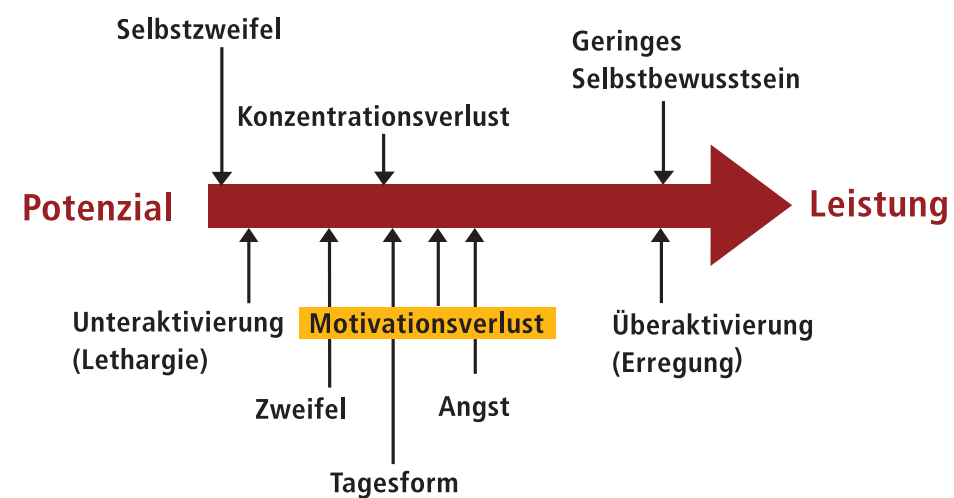 Selbstzweifel
Geringes
Selbstbewusstsein
Konzentrationsverlust
Potenzial
Leistung
Unteraktivierung
(Lethargie)
Motivationsverlust
Überaktivierung
(Erregung)
Zweifel
Angst
Tagesform